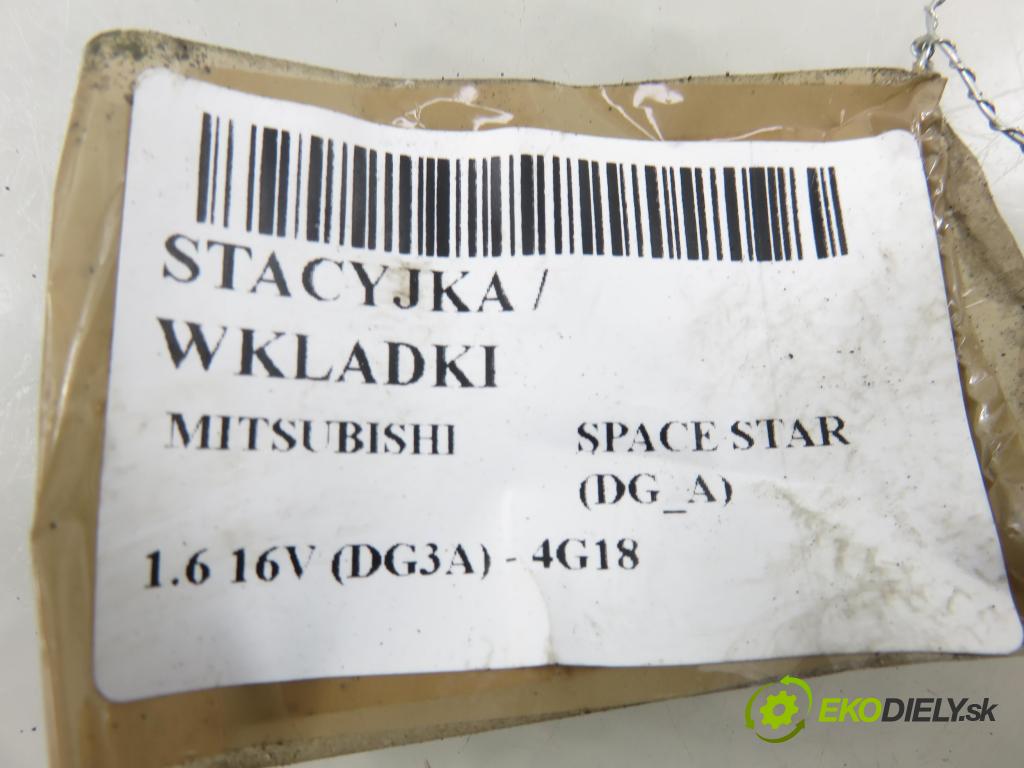 STACYJKA /
WKLADKI
MITSUBISHI SPACE STAR
(DG_A)
1.6 16V (DG3A) - 4G18
EKODIELY.sk